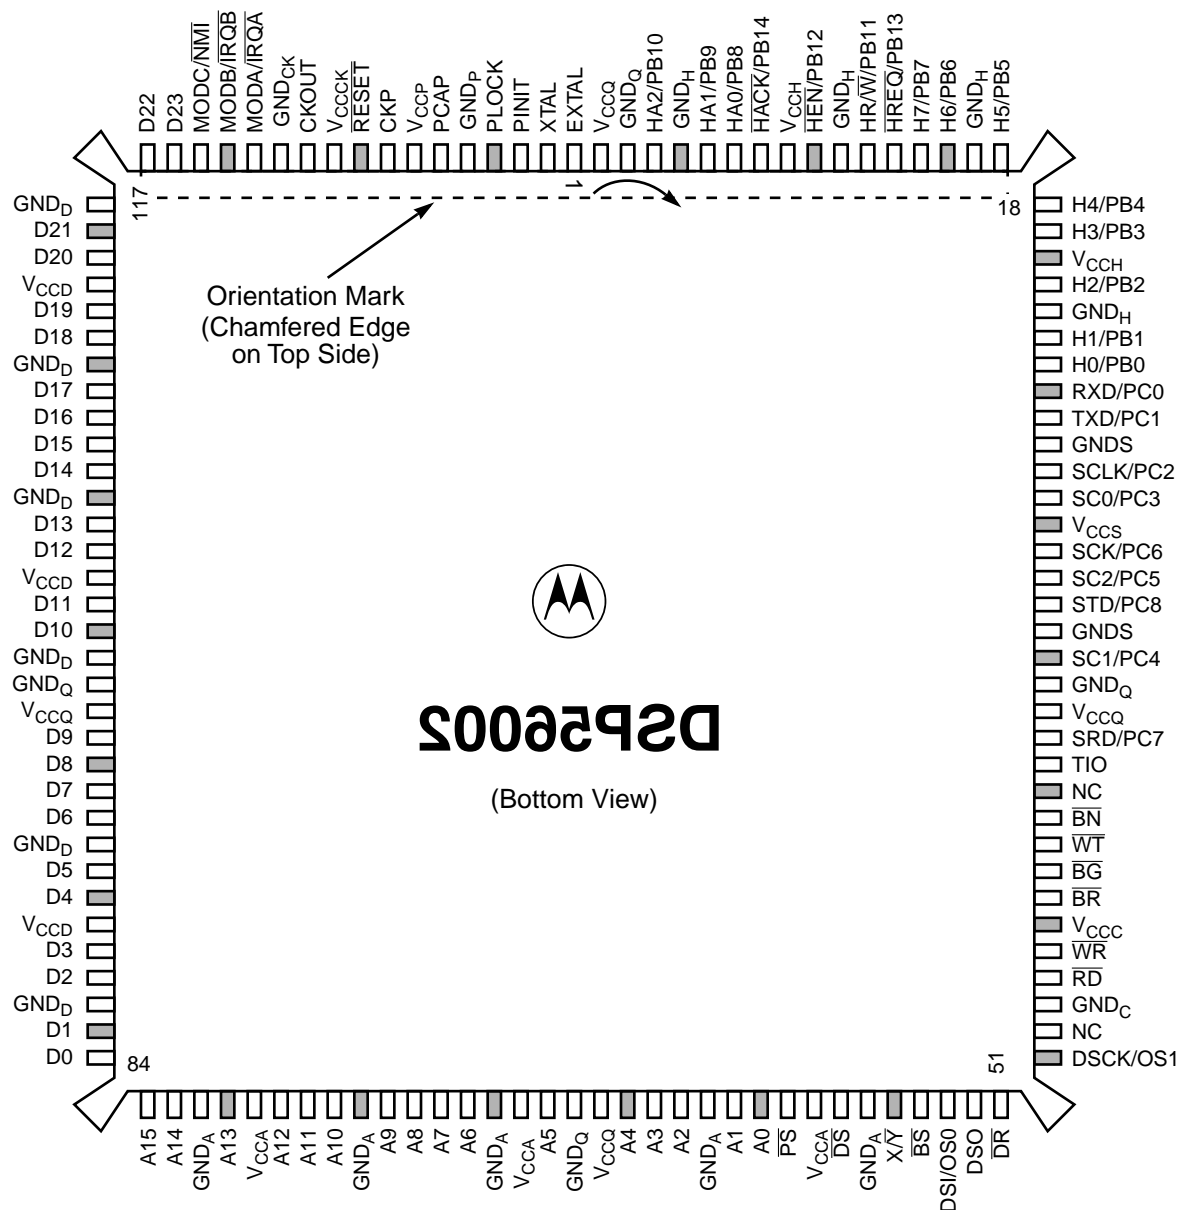 D22
D23
MODC/NMI
MODB/IRQB
MODA/IRQA
GNDCK
CKOUT
VCCCK
RESET
CKP
VCCP
PCAP
GNDP
PLOCK
PINIT
XTAL
EXTAL
VCCQ
GNDQ
HA2/PB10
GNDH
HA1/PB9
HA0/PB8
HACK/PB14
VCCH
HEN/PB12
GNDH
HR/W/PB11
HREQ/PB13
H7/PB7
H6/PB6
GNDH
H5/PB5
117
1
18
GNDD
D21
D20
VCCD
D19
D18
GNDD
D17
D16
D15
D14
GNDD
D13
D12
VCCD
D11
D10
GNDD
GNDQ
VCCQ
D9
D8
D7
D6
GNDD
D5
D4
VCCD
D3
D2
GNDD
D1
D0
Orientation Mark
(Chamfered Edge
on Top Side)
DSP56002
(Bottom View)
H4/PB4
H3/PB3
VCCH
H2/PB2
GNDH
H1/PB1
H0/PB0
RXD/PC0
TXD/PC1
GNDS
SCLK/PC2
SC0/PC3
VCCS
SCK/PC6
SC2/PC5
STD/PC8
GNDS
SC1/PC4
GNDQ
VCCQ
SRD/PC7
TIO
NC
BN
WT
BG
BR
VCCC
WR
RD
GNDC
NC
DSCK/OS1
84
51
A15
A14
GNDA
A13
VCCA
A12
A11
A10
GNDA
A9
A8
A7
A6
GNDA
VCCA
A5
GNDQ
VCCQ
A4
A3
A2
GNDA
A1
A0
PS
VCCA
DS
GNDA
X/Y
BS
DSI/OS0
DSO
DR